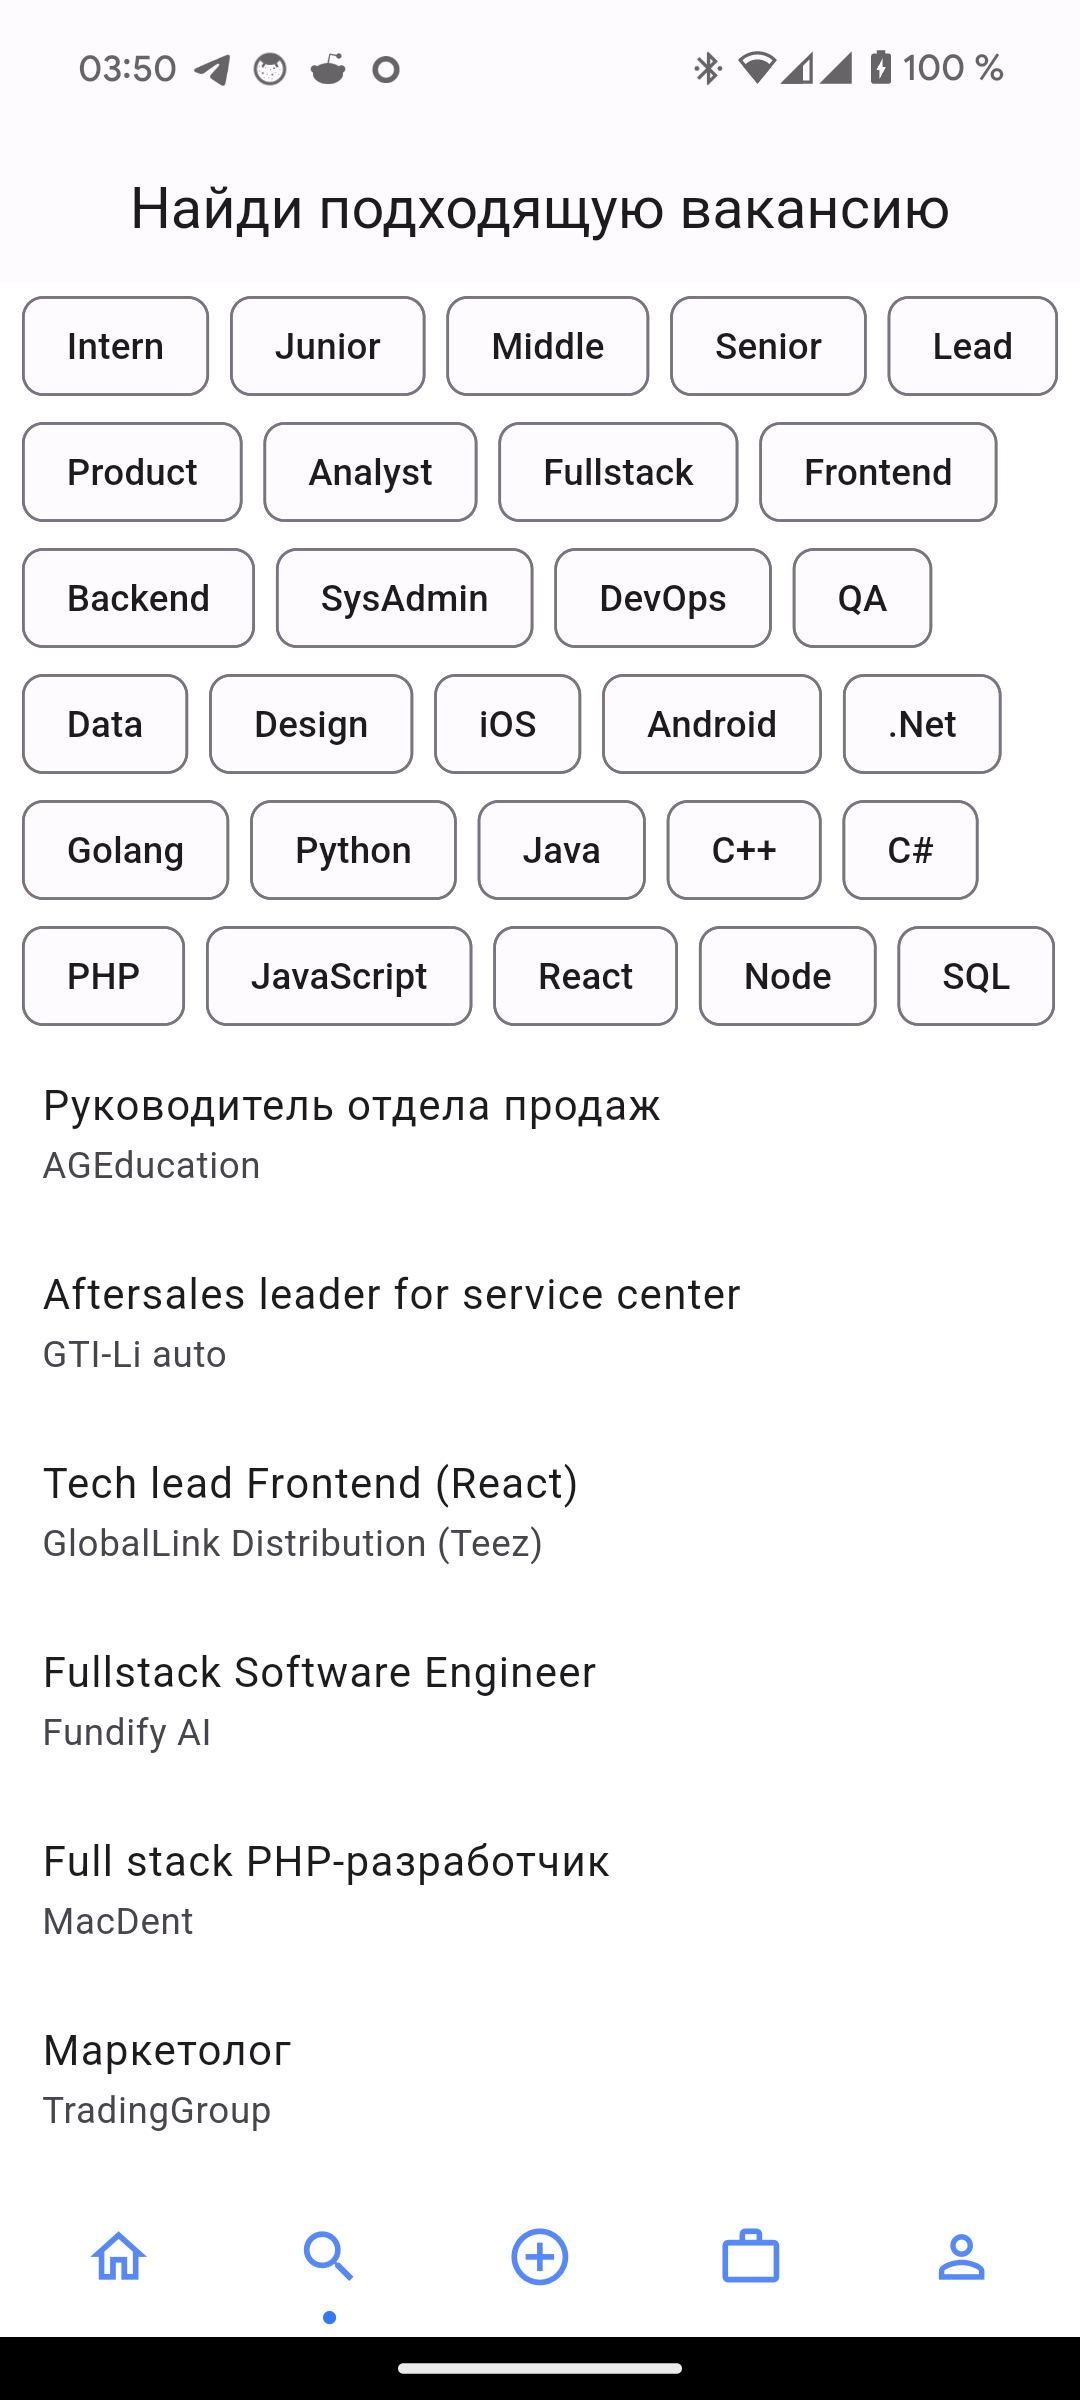 03:50 100 %
Найди подходящую вакансию
Intern Junior Middle Senior Lead
Product Analyst Fullstack Frontend
Backend SysAdmin DevOps QA
Data Design iOS Android .Net
Golang Python Java C++ C#
PHP JavaScript React Node SQL
Руководитель отдела продаж
AGEducation
Aftersales leader for service center
GTI-Li auto
Tech lead Frontend (React)
GlobalLink Distribution (Teez)
Fullstack Software Engineer
Fundify AI
Full stack PHP-разработчик
MacDent
Маркетолог
TradingGroup